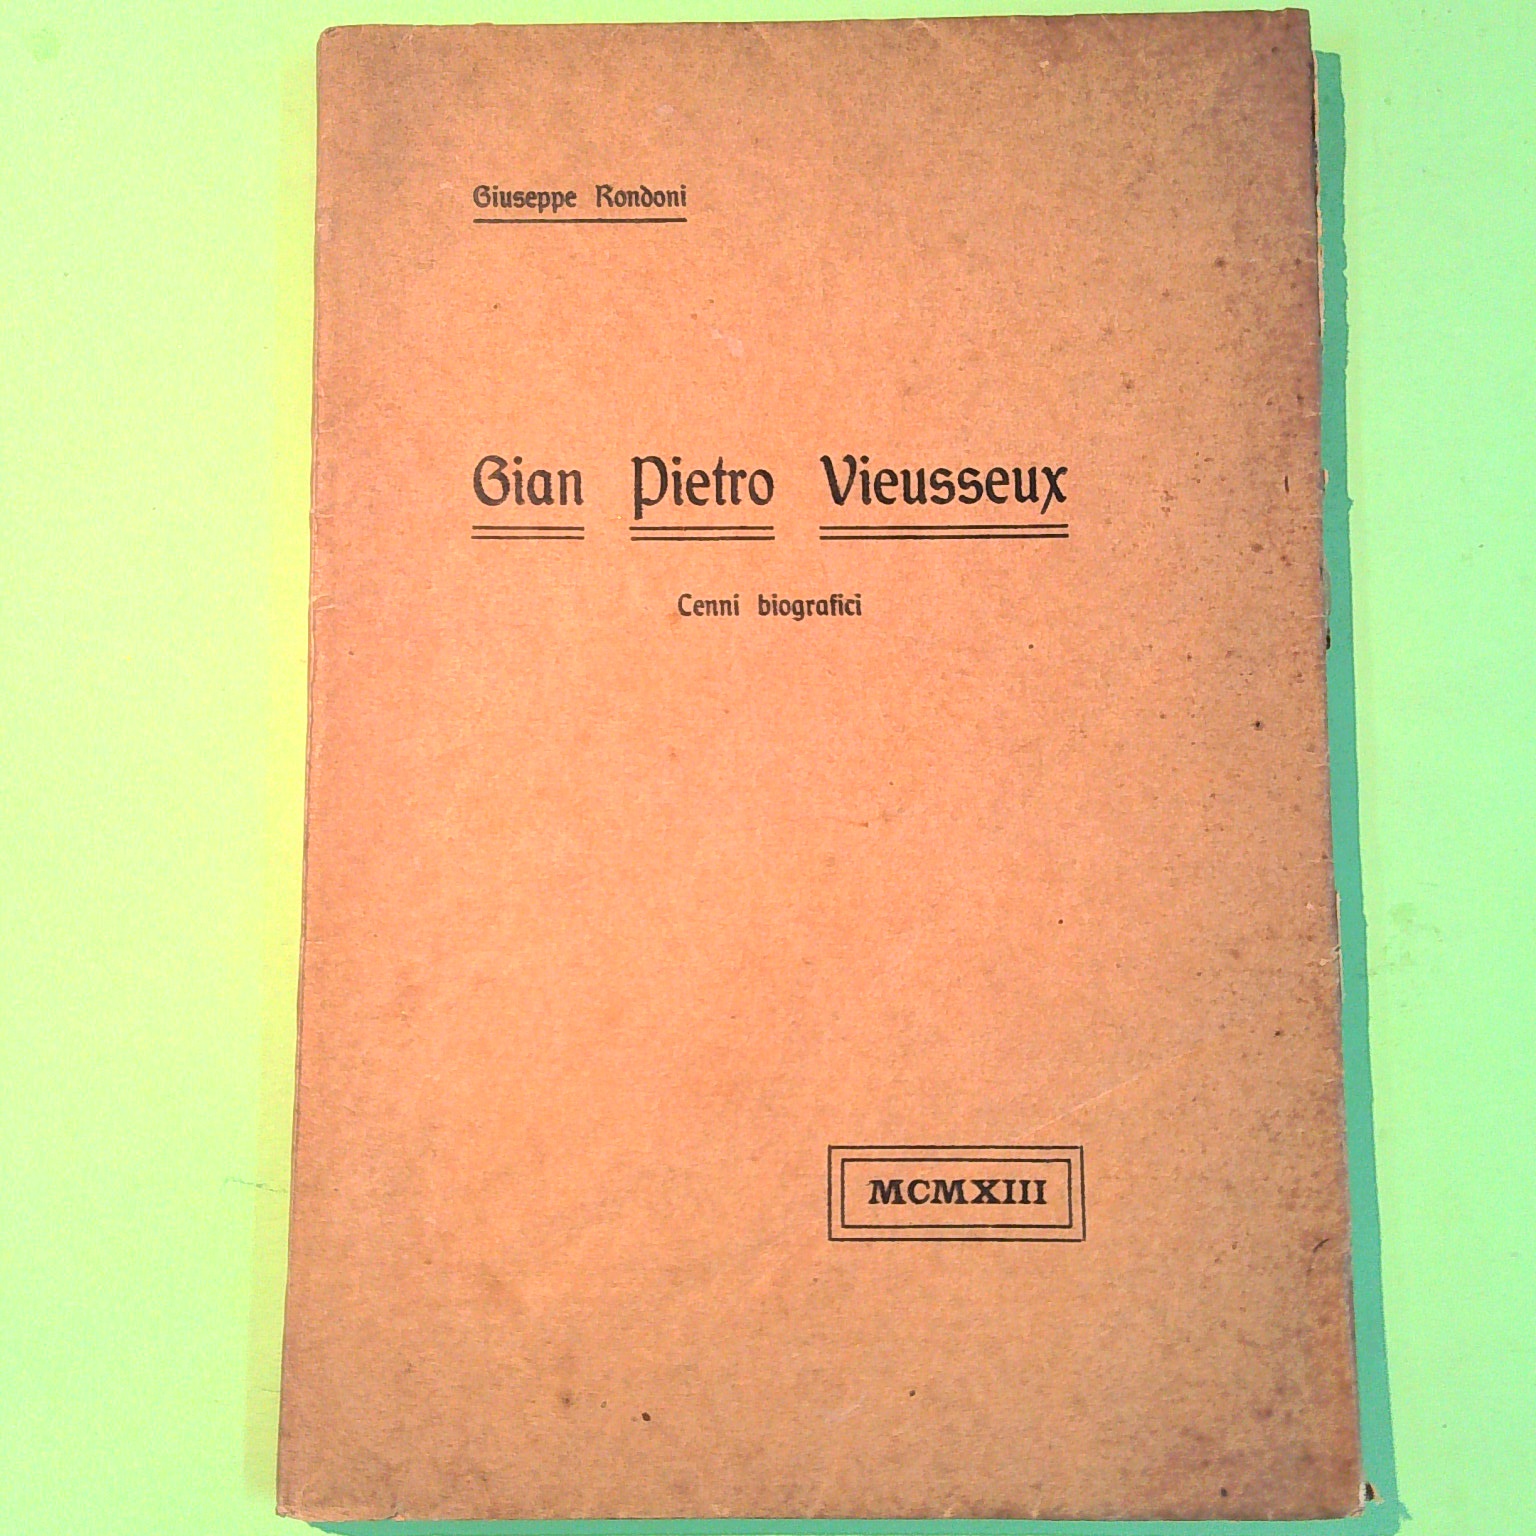 Giuseppe Rondoni
Gian Pietro Vieusseux
Cenni biografici
MCMXIII